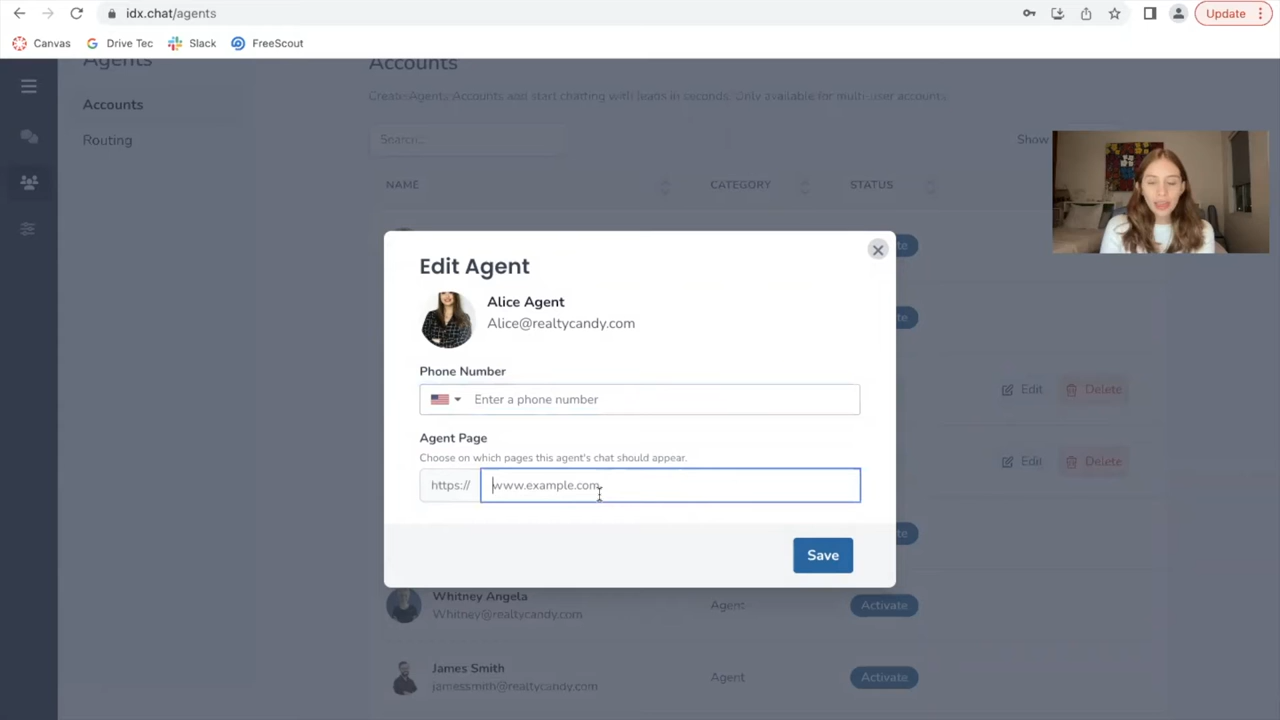 idx.chat/agents
Update
Canvas
Drive Tec
Slack
FreeScout
Agents
Accounts
Routing
Accounts
Create Agents Accounts and start chatting with leads in seconds. Only available for multi-user accounts.
Search...
Show
NAME
CATEGORY
STATUS
Edit
Delete
Edit
Delete
Edit Agent
Alice Agent
Alice@realtycandy.com
Phone Number
Enter a phone number
Agent Page
Choose on which pages this agent's chat should appear.
https://
www.example.com
Save
Whitney Angela
Whitney@realtycandy.com
Agent
Activate
James Smith
jamessmith@realtycandy.com
Agent
Activate